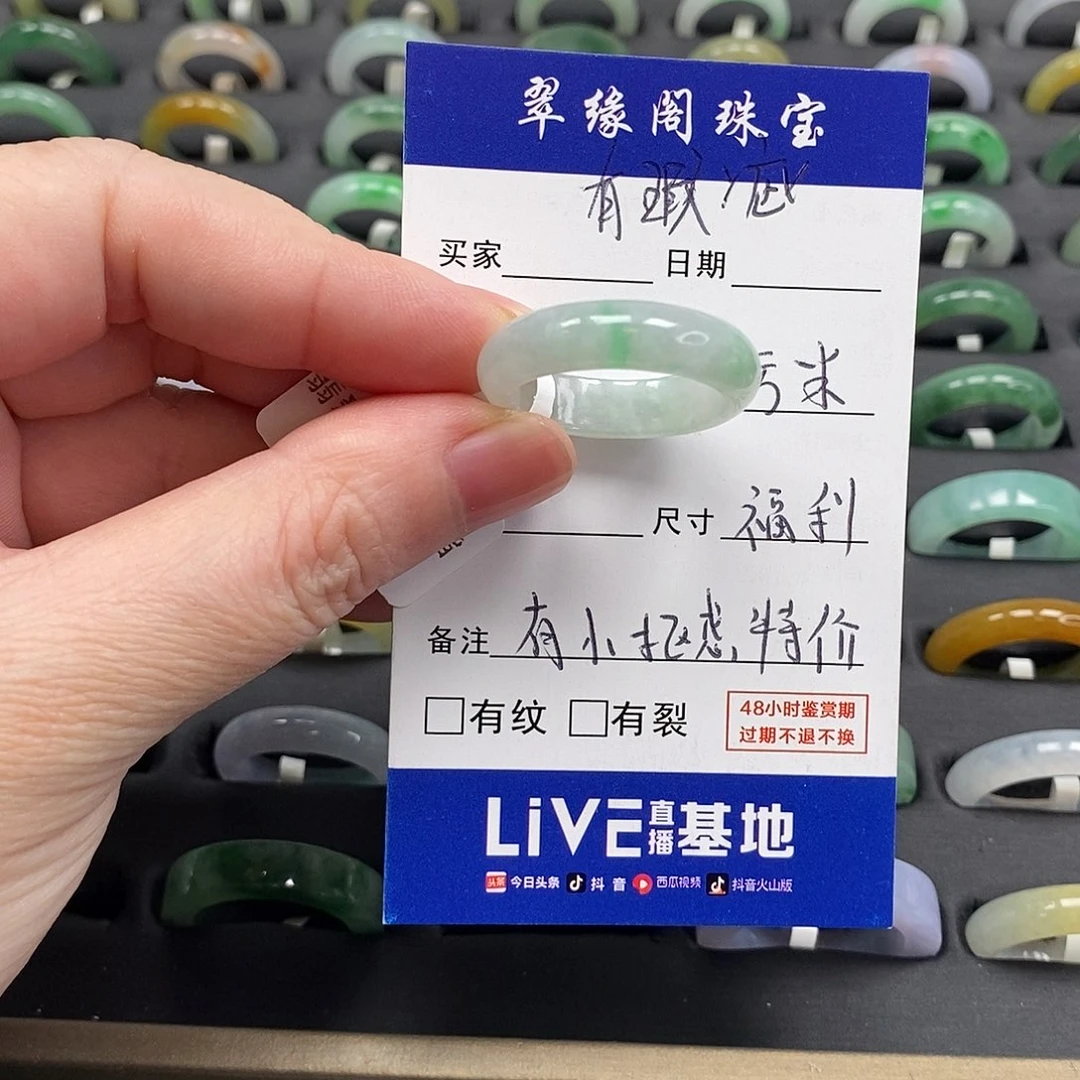 翠缘阁珠宝
有瑕疵
买家 日期
米
尺寸 福利
备注 有小 特价
□有纹 □有裂
48小时鉴赏期
过期不退不换
LiVE直播基地
头条 今日头条 抖音 西瓜视频 抖音火山版